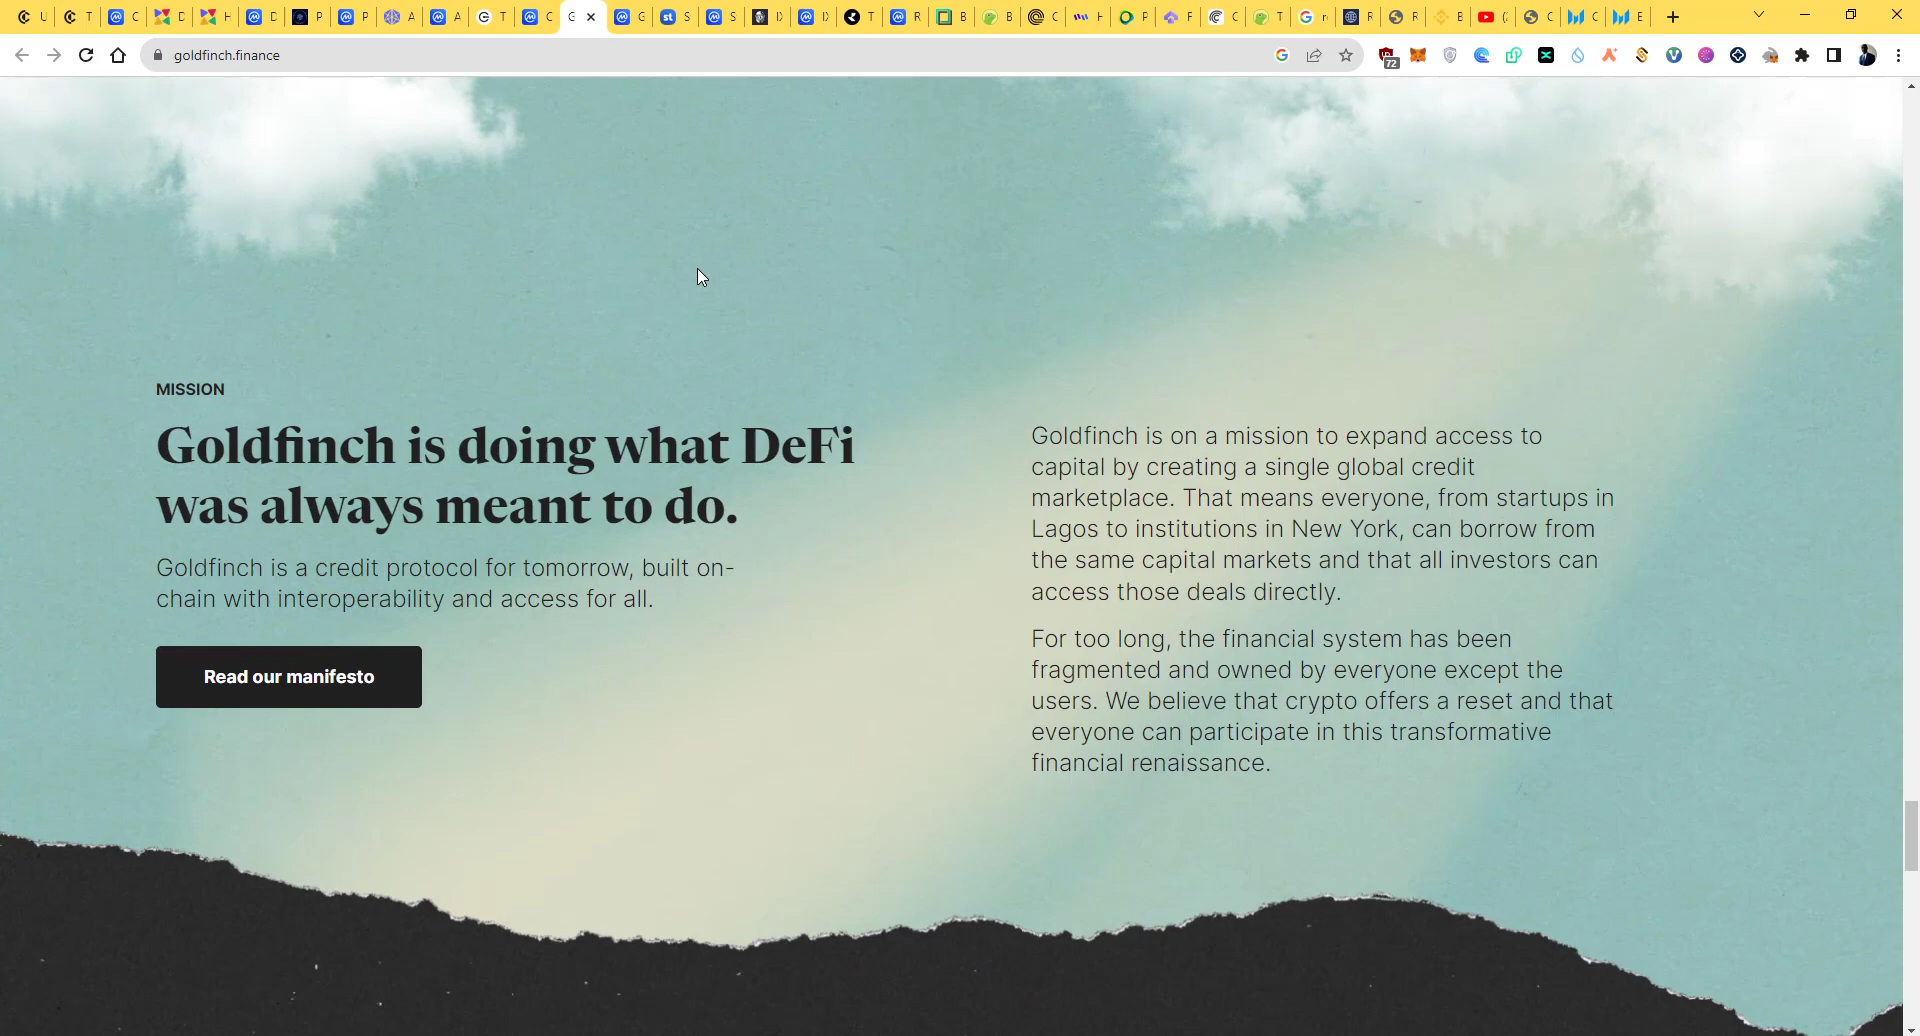 U
T
C
D
H
D
P
P
A
A
T
C
G
G
S
S
D
T
R
B
B
C
H
P
F
C
T
r
R
R
B
(
C
C
E
goldfinch.finance
72
MISSION
Goldfinch is doing what DeFi
was always meant to do.
Goldfinch is a credit protocol for tomorrow, built on-
chain with interoperability and access for all.
Read our manifesto
Goldfinch is on a mission to expand access to
capital by creating a single global credit
marketplace. That means everyone, from startups in
Lagos to institutions in New York, can borrow from
the same capital markets and that all investors can
access those deals directly.
For too long, the financial system has been
fragmented and owned by everyone except the
users. We believe that crypto offers a reset and that
everyone can participate in this transformative
financial renaissance.